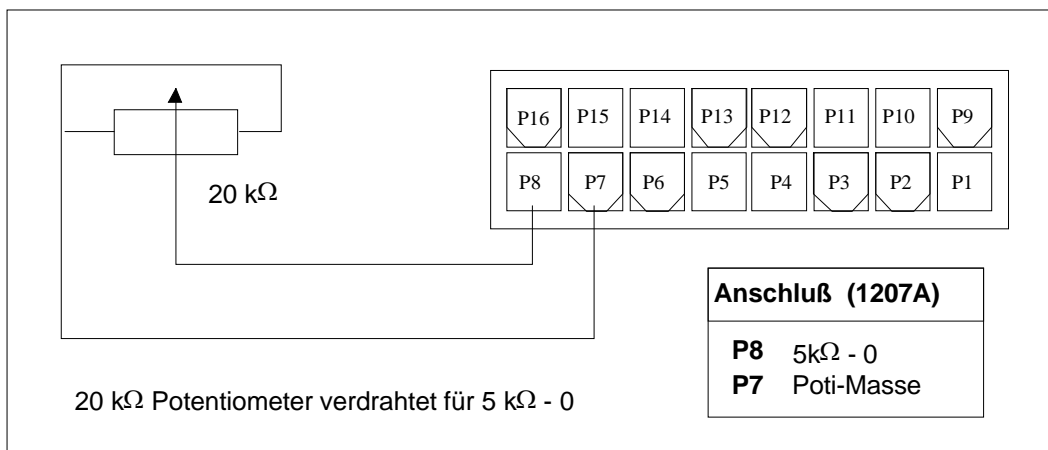 P16 P15 P14 P13 P12 P11 P10 P9
P8 P7 P6 P5 P4 P3 P2 P1
20 kΩ
Anschluß (1207A)
P8 5kΩ - 0
P7 Poti-Masse
20 kΩ Potentiometer verdrahtet für 5 kΩ - 0